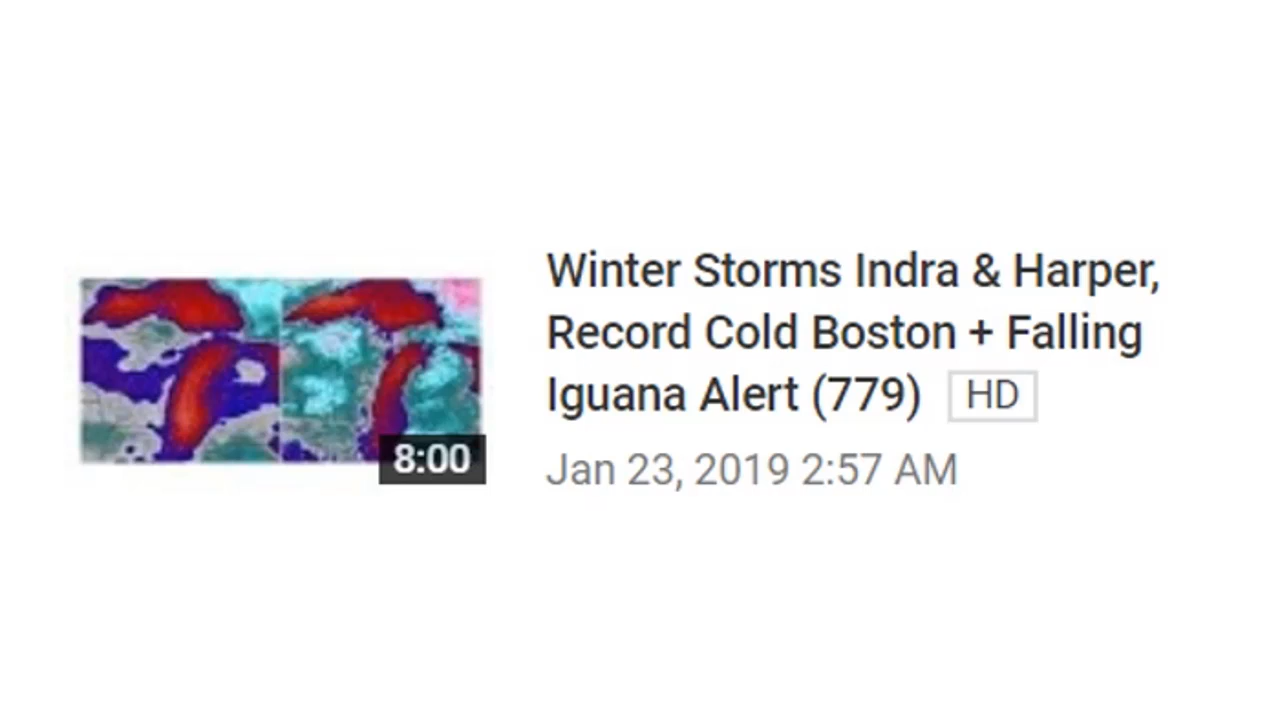 Winter Storms Indra & Harper,
Record Cold Boston + Falling
Iguana Alert (779) HD
Jan 23, 2019 2:57 AM
8:00